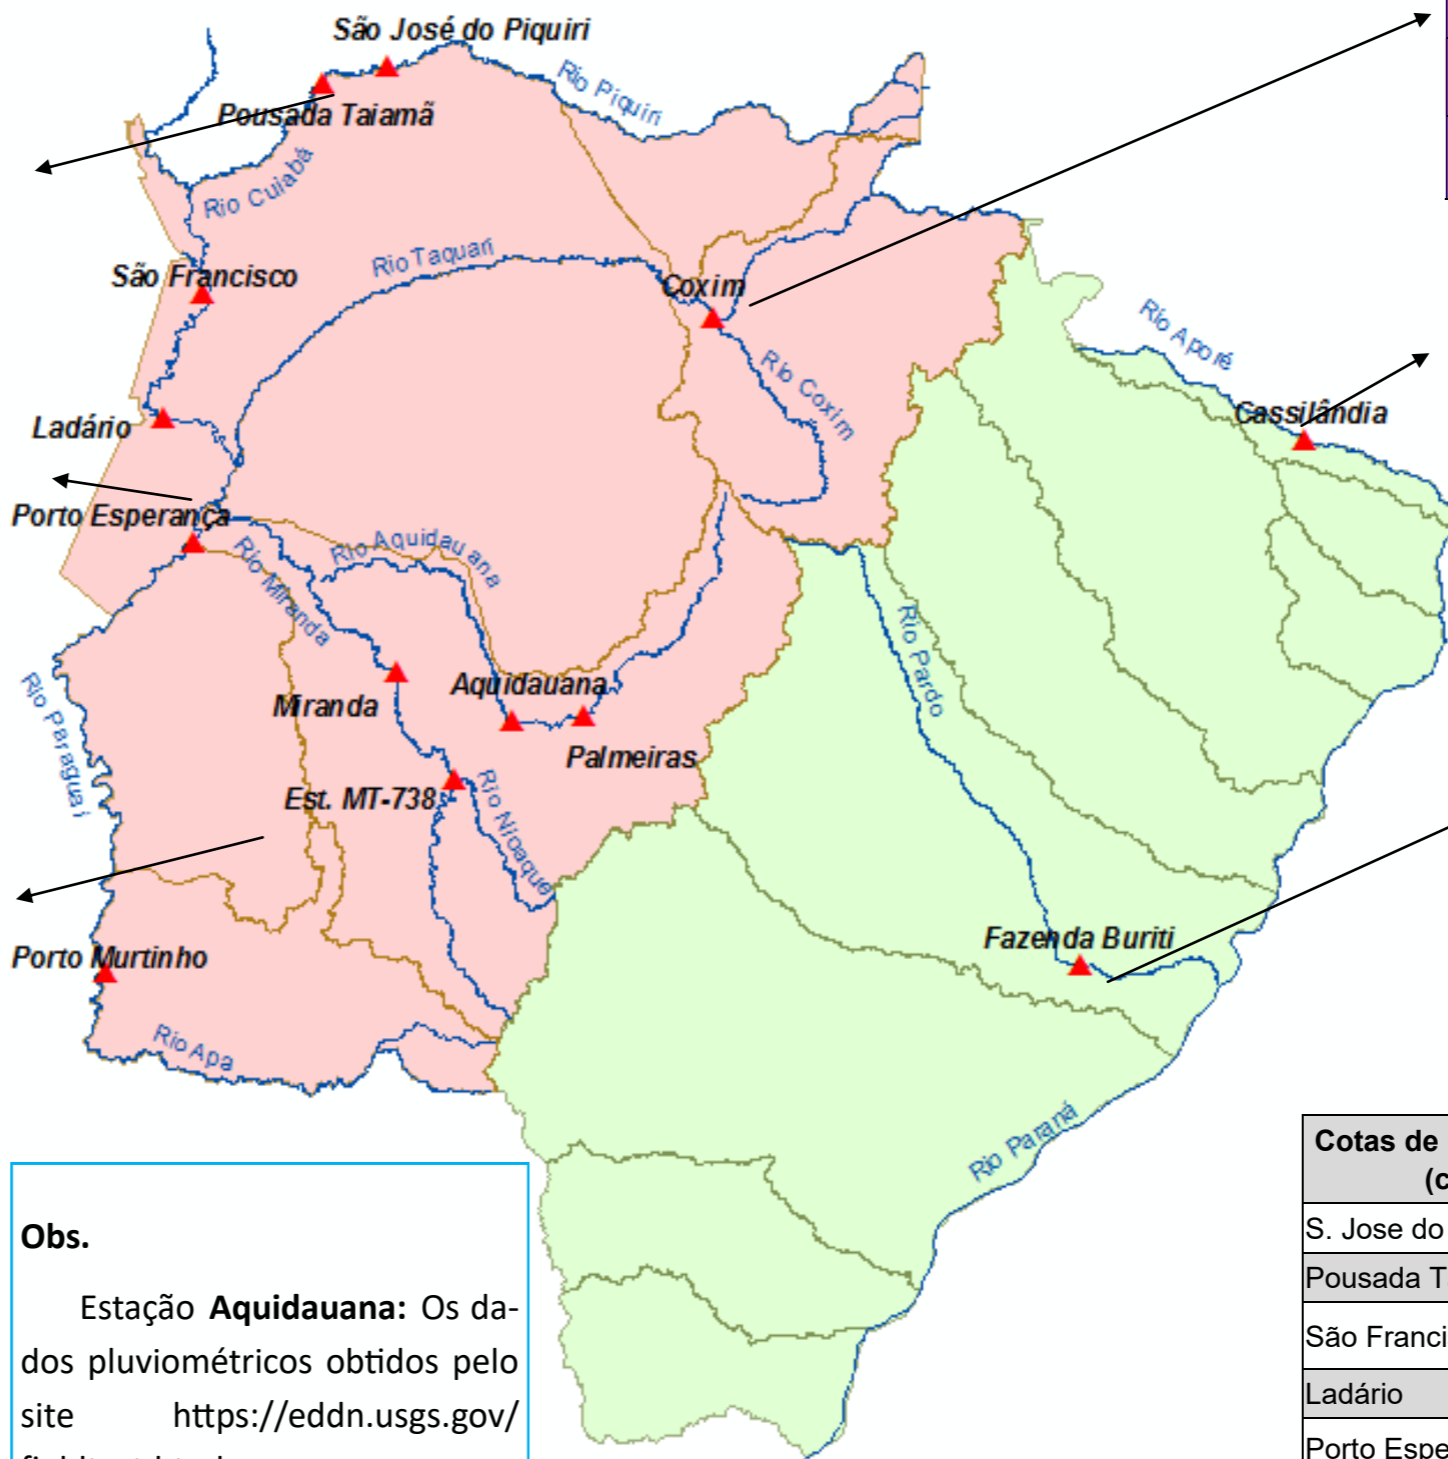 São José do Piquiri
Rio Piquiri
Pousada Taiamã
Rio Cuiabá
Rio Taquari
São Francisco
Coxim
Rio Aporé
Rio Coxim
Cassilândia
Ladário
Porto Esperança
Rio Aquidauana
Rio Miranda
Rio Pardo
Rio Paraguai
Aquidauana
Miranda
Palmeiras
Est. MT-738
Rio Nioaque
Fazenda Buriti
Porto Murtinho
Rio Apa
Rio Paraná
Obs.
Estação Aquidauana: Os da-
dos pluviométricos obtidos pelo
site https://eddn.usgs.gov/
Cotas de
(c
S. Jose do
Pousada T
São Franci
Ladário
Porto Espe